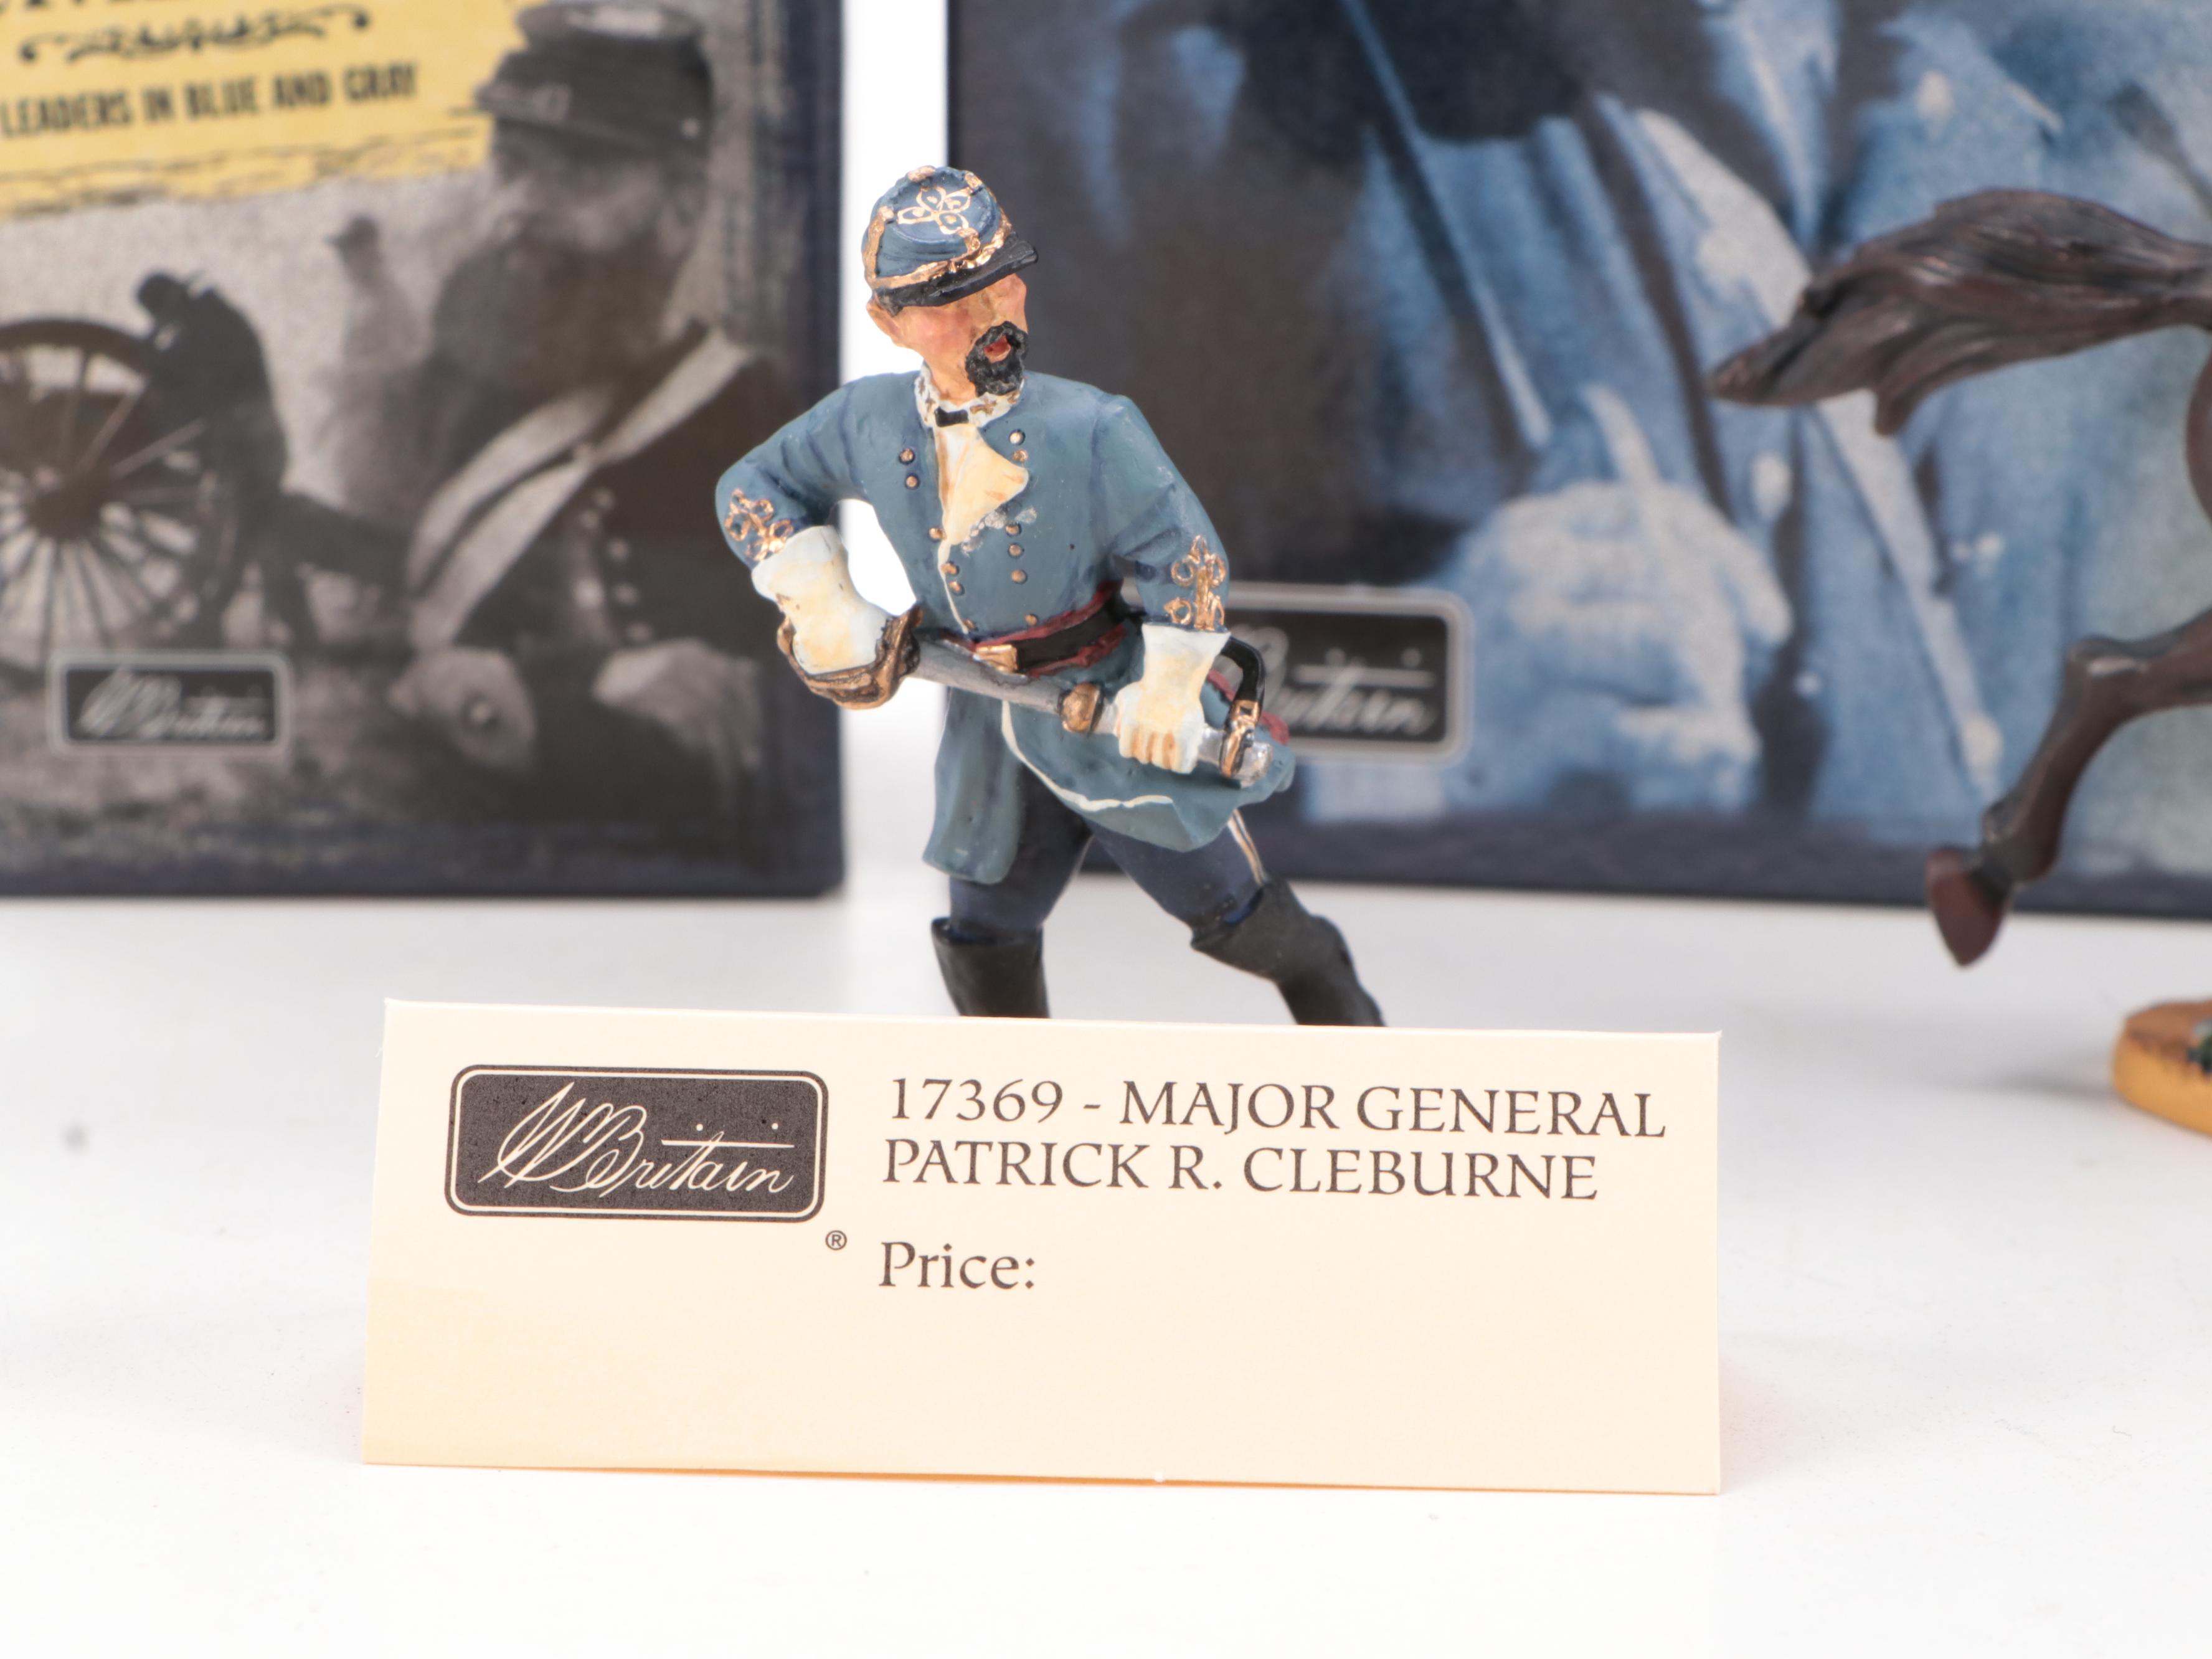 LEADERS IN BLUE AND GRAY
W Britain
Britain
W Britain
®
17369 - MAJOR GENERAL
PATRICK R. CLEBURNE
Price: